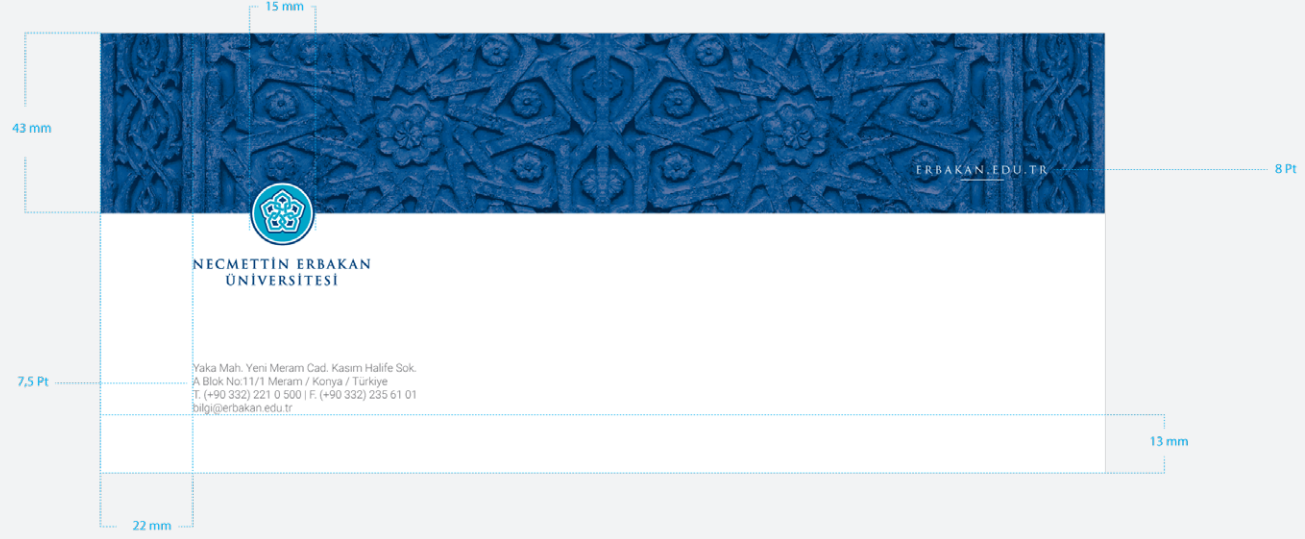 15 mm
43 mm
ERBAKAN.EDU.TR
8 Pt
NECMETTİN ERBAKAN
ÜNİVERSİTESİ
7,5 Pt
Yaka Mah. Yeni Meram Cad. Kasım Halife Sok.
A Blok No:11/1 Meram / Konya / Türkiye
T. (+90 332) 221 0 500 | F. (+90 332) 235 61 01
bilgi@erbakan.edu.tr
13 mm
22 mm